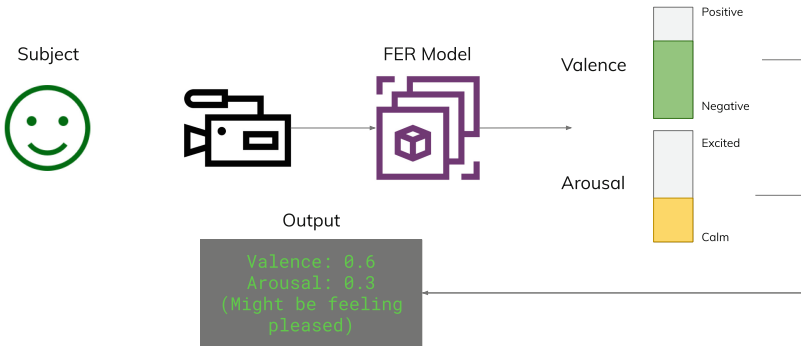 Subject
FER Model
Valence
Positive
Negative
Arousal
Excited
Calm
Output
Valence: 0.6
Arousal: 0.3
(Might be feeling
pleased)